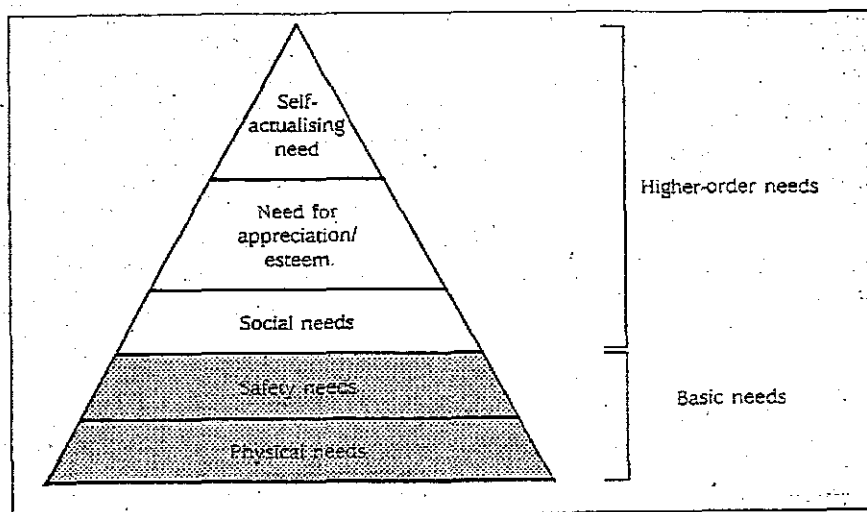 Self-
actualising
need
Higher-order needs
Need for
appreciation/
esteem.
Social needs
Safety needs
Basic needs
Physical needs